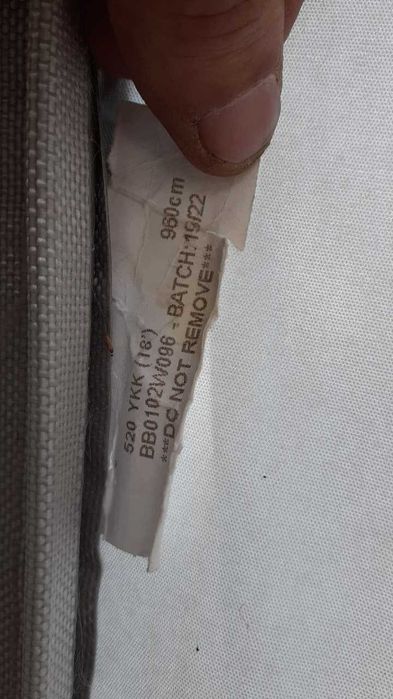 520 YKK (18') 960cm
BB0102W096 - BATCH: 19/22
***DO NOT REMOVE***